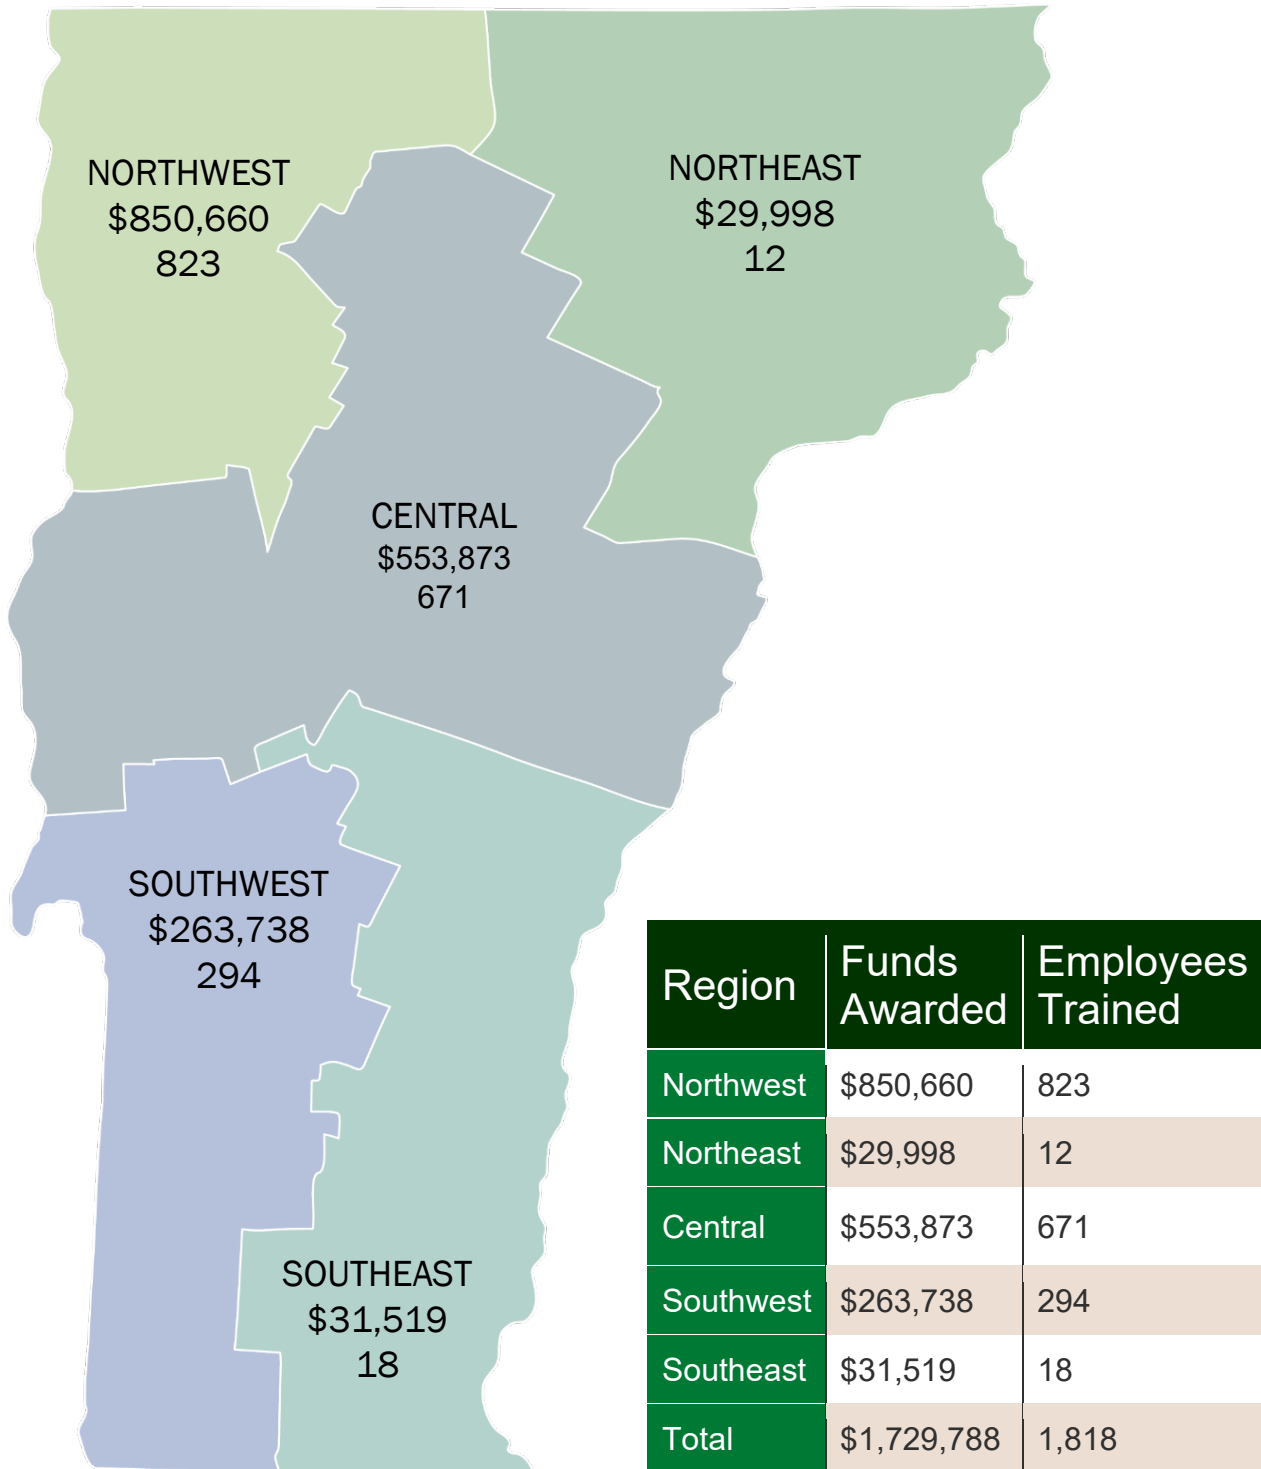 NORTHWEST
$850,660
823
NORTHEAST
$29,998
12
CENTRAL
$553,873
671
SOUTHWEST
$263,738
294
SOUTHEAST
$31,519
18
Region Funds Awarded Employees Trained
Northwest $850,660 823
Northeast $29,998 12
Central $553,873 671
Southwest $263,738 294
Southeast $31,519 18
Total $1,729,788 1,818